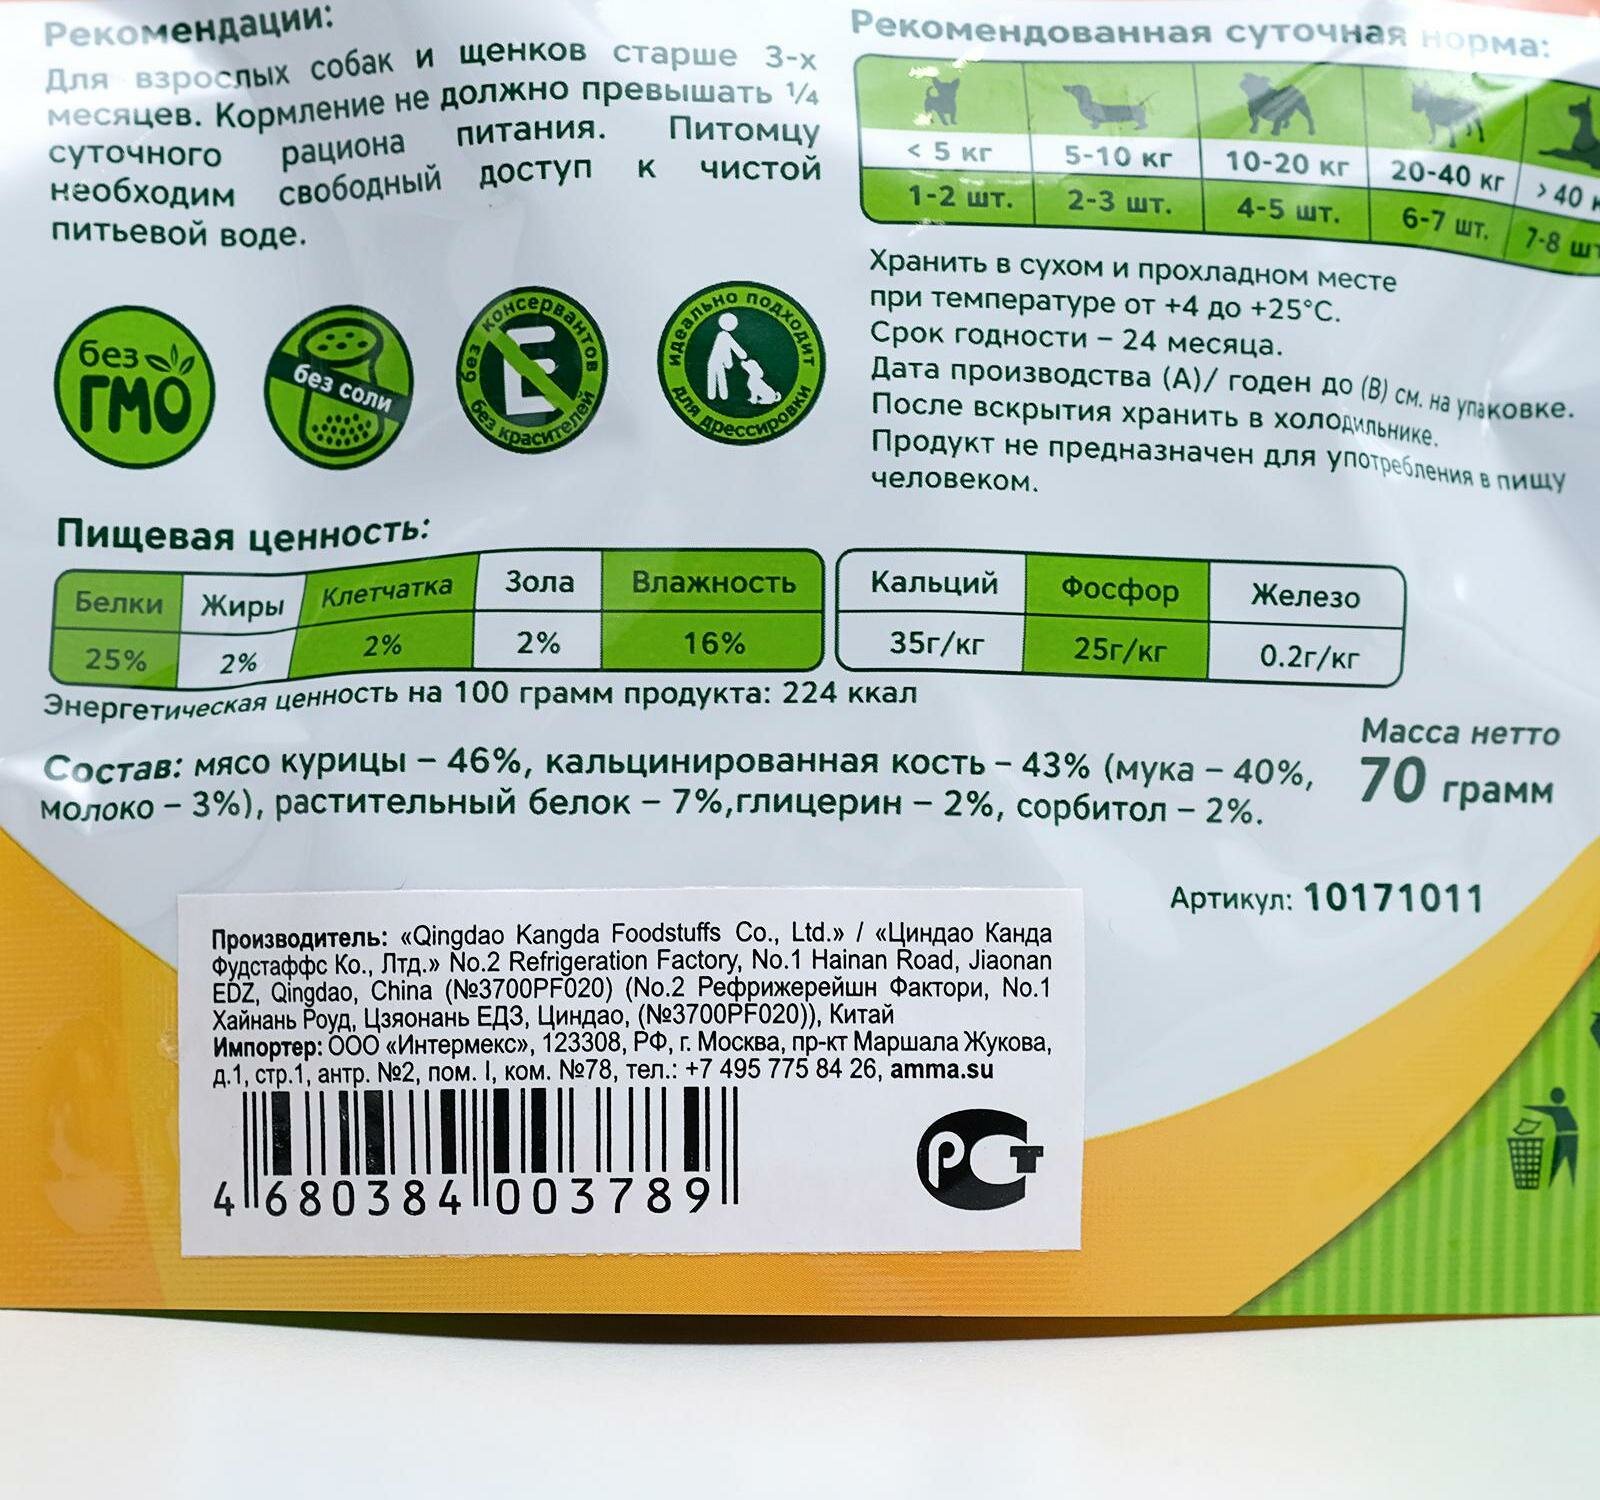 Рекомендации:
Для взрослых собак и щенков старше 3-х
месяцев. Кормление не должно превышать 1/4
суточного рациона питания. Питомцу
необходим свободный доступ к чистой
питьевой воде.
Рекомендованная суточная норма:
< 5 кг 5-10 кг 10-20 кг 20-40 кг > 40
1-2 шт. 2-3 шт. 4-5 шт. 6-7 шт. 7-8
без ГМО
без соли
без консервантов
без красителей
идеально подходит
для дрессировки
Хранить в сухом и прохладном месте
при температуре от +4 до +25°С.
Срок годности – 24 месяца.
Дата производства (А)/ годен до (В) см. на упаковке.
После вскрытия хранить в холодильнике.
Продукт не предназначен для употребления в пищу
человеком.
Пищевая ценность:
Белки Жиры Клетчатка Зола Влажность
25% 2% 2% 2% 16%
Кальций Фосфор Железо
35г/кг 25г/кг 0.2г/кг
Энергетическая ценность на 100 грамм продукта: 224 ккал
Состав: мясо курицы – 46%, кальцинированная кость – 43% (мука – 40%,
молоко – 3%), растительный белок – 7%,глицерин – 2%, сорбитол – 2%.
Масса нетто
70 грамм
Артикул: 10171011
Производитель: «Qingdao Kangda Foodstuffs Co., Ltd.» / «Циндао Канда
Фудстаффс Ко., Лтд.» No.2 Refrigeration Factory, No.1 Hainan Road, Jiaonan
EDZ, Qingdao, China (№3700PF020) (No.2 Рефрижерейшн Фактори, No.1
Хайнань Роуд, Цзяонань ЕДЗ, Циндао, (№3700PF020)), Китай
Импортер: ООО «Интермекс», 123308, РФ, г. Москва, пр-кт Маршала Жукова,
д.1, стр.1, антр. №2, пом. I, ком. №78, тел.: +7 495 775 84 26, amma.su
4 680384 003789
РСТ